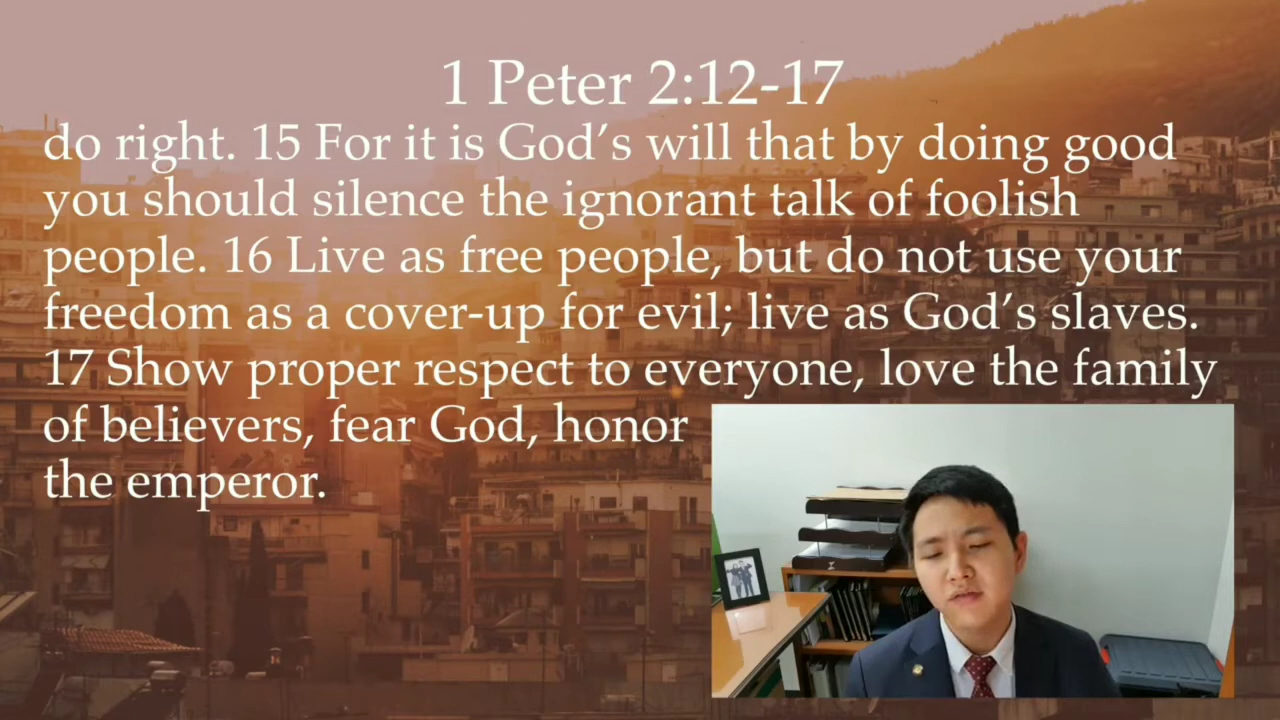 1 Peter 2:12-17
do right. 15 For it is God’s will that by doing good
you should silence the ignorant talk of foolish
people. 16 Live as free people, but do not use your
freedom as a cover-up for evil; live as God’s slaves.
17 Show proper respect to everyone, love the family
of believers, fear God, honor
the emperor.